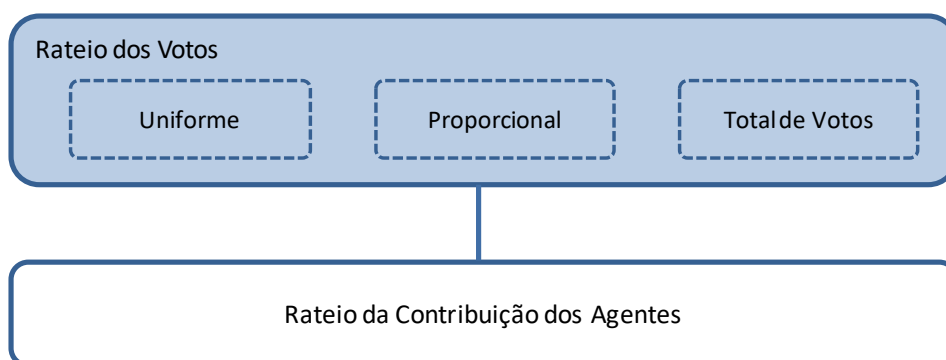 Rateio dos Votos
Uniforme
Proporcional
Total de Votos
Rateio da Contribuição dos Agentes